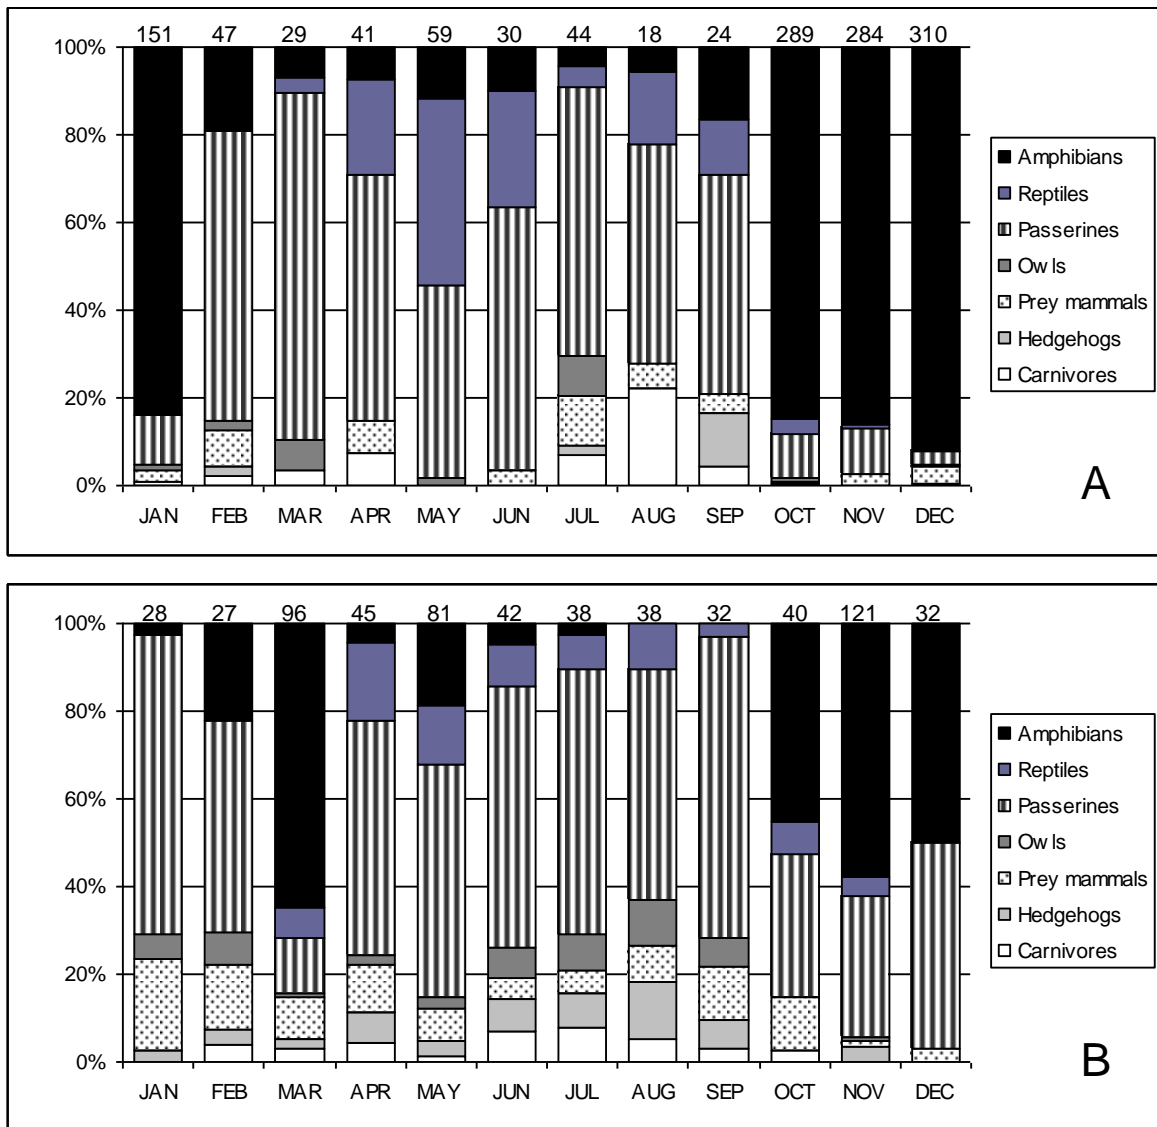 151 47 29 41 59 30 44 18 24 289 284 310
100%
80%
60%
40%
20%
0%
JAN FEB MAR APR MAY JUN JUL AUG SEP OCT NOV DEC
Amphibians
Reptiles
Passerines
Owls
Prey mammals
Hedgehogs
Carnivores
A
28 27 96 45 81 42 38 38 32 40 121 32
100%
80%
60%
40%
20%
0%
JAN FEB MAR APR MAY JUN JUL AUG SEP OCT NOV DEC
Amphibians
Reptiles
Passerines
Owls
Prey mammals
Hedgehogs
Carnivores
B